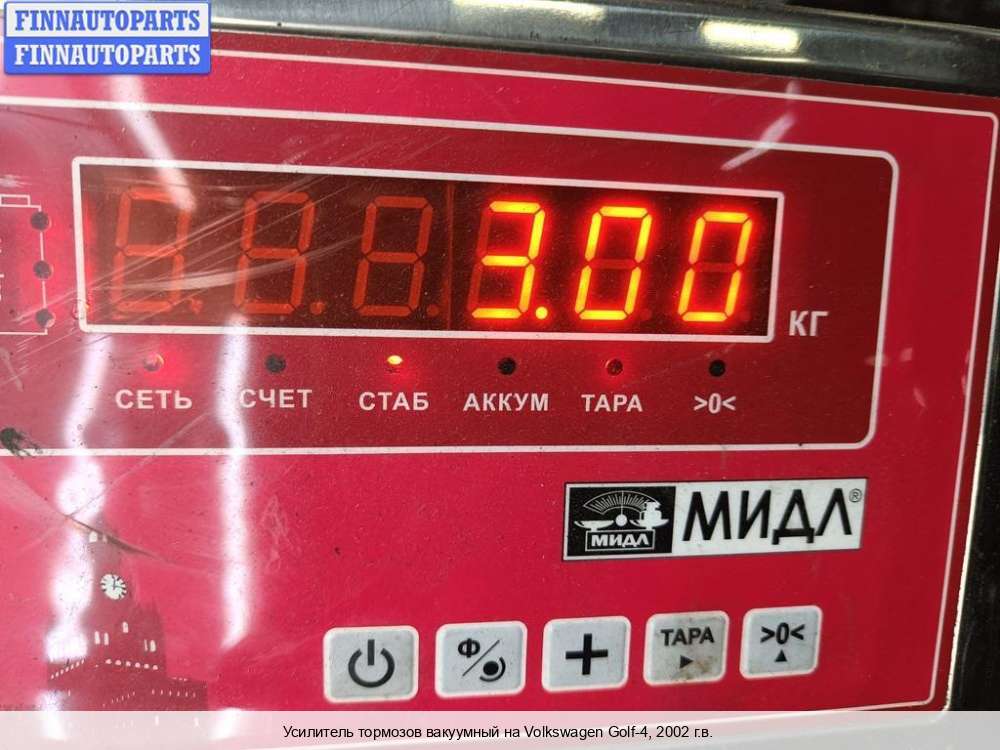 FINNAUTOPARTS
FINNAUTOPARTS
3.00
КГ
СЕТЬ СЧЕТ СТАБ АККУМ ТАРА >0<
МИДЛ МИДЛ®
Ф ТАРА >0<
Усилитель тормозов вакуумный на Volkswagen Golf-4, 2002 г.в.